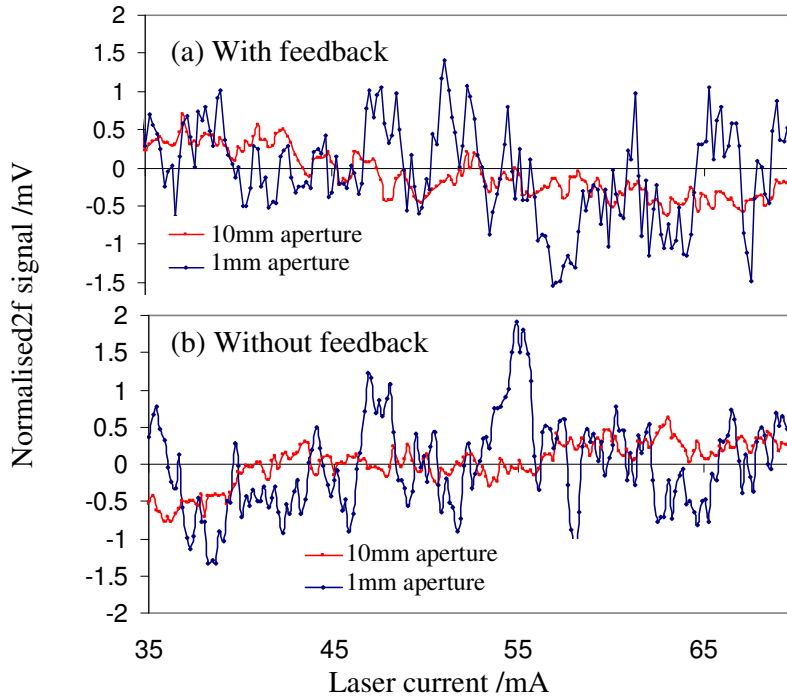 (a) With feedback
2
1.5
1
0.5
0
-0.5
-1
-1.5
10mm aperture
1mm aperture
Normalised2f signal /mV
(b) Without feedback
2
1.5
1
0.5
0
-0.5
-1
-1.5
-2
10mm aperture
1mm aperture
35
45
55
65
Laser current /mA